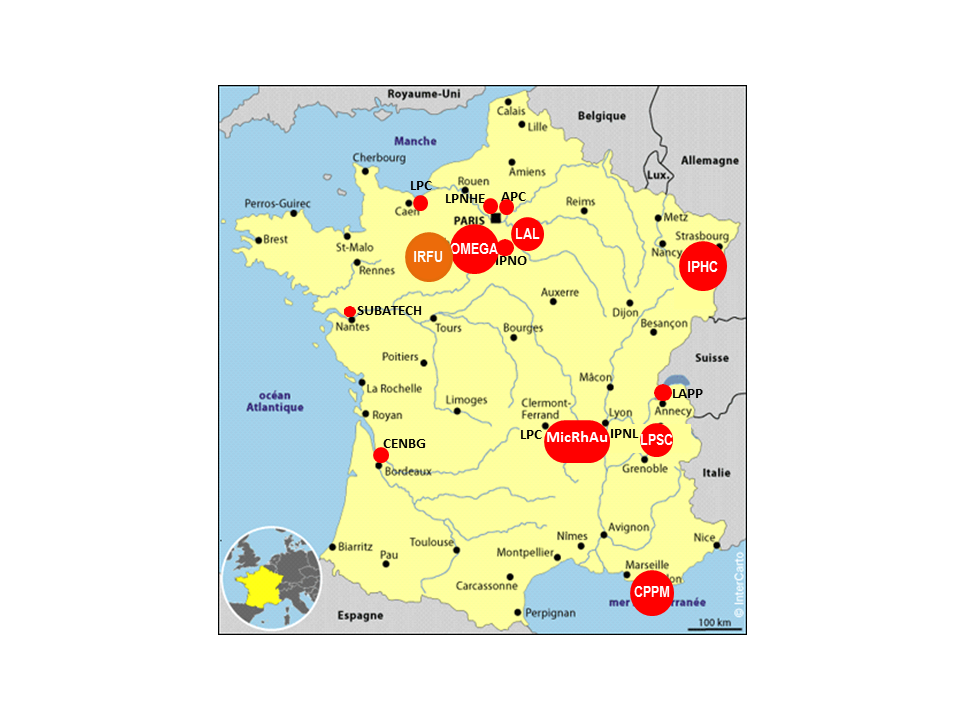 Royaume-Uni
Calais
Belgique
Lille
Manche
Cherbourg
Allemagne
Amiens
Lux.
Rouen
LPC
LPNHE
APC
Perros-Guirec
Caen
Reims
Metz
PARIS
LAL
Strasbourg
Brest
St-Malo
OMEGA
Nancy
IRFU
IPNO
IPHC
Rennes
Auxerre
SUBATECH
Dijon
Nantes
Tours
Bourges
Besançon
Poitiers
Suisse
Mâcon
La Rochelle
LAPP
océan
Atlantique
Limoges
Clermont-
Ferrand
Annecy
Royan
Lyon
LPC
MicRhAu
IPNL
LPSC
CENBG
Bordeaux
Grenoble
Italie
Avignon
Biarritz
Toulouse
Nîmes
Nice
Pau
Montpellier
Marseille
Carcassonne
lon
CPPM
mer
rranée
Espagne
Perpignan
100 km
© InterCarto